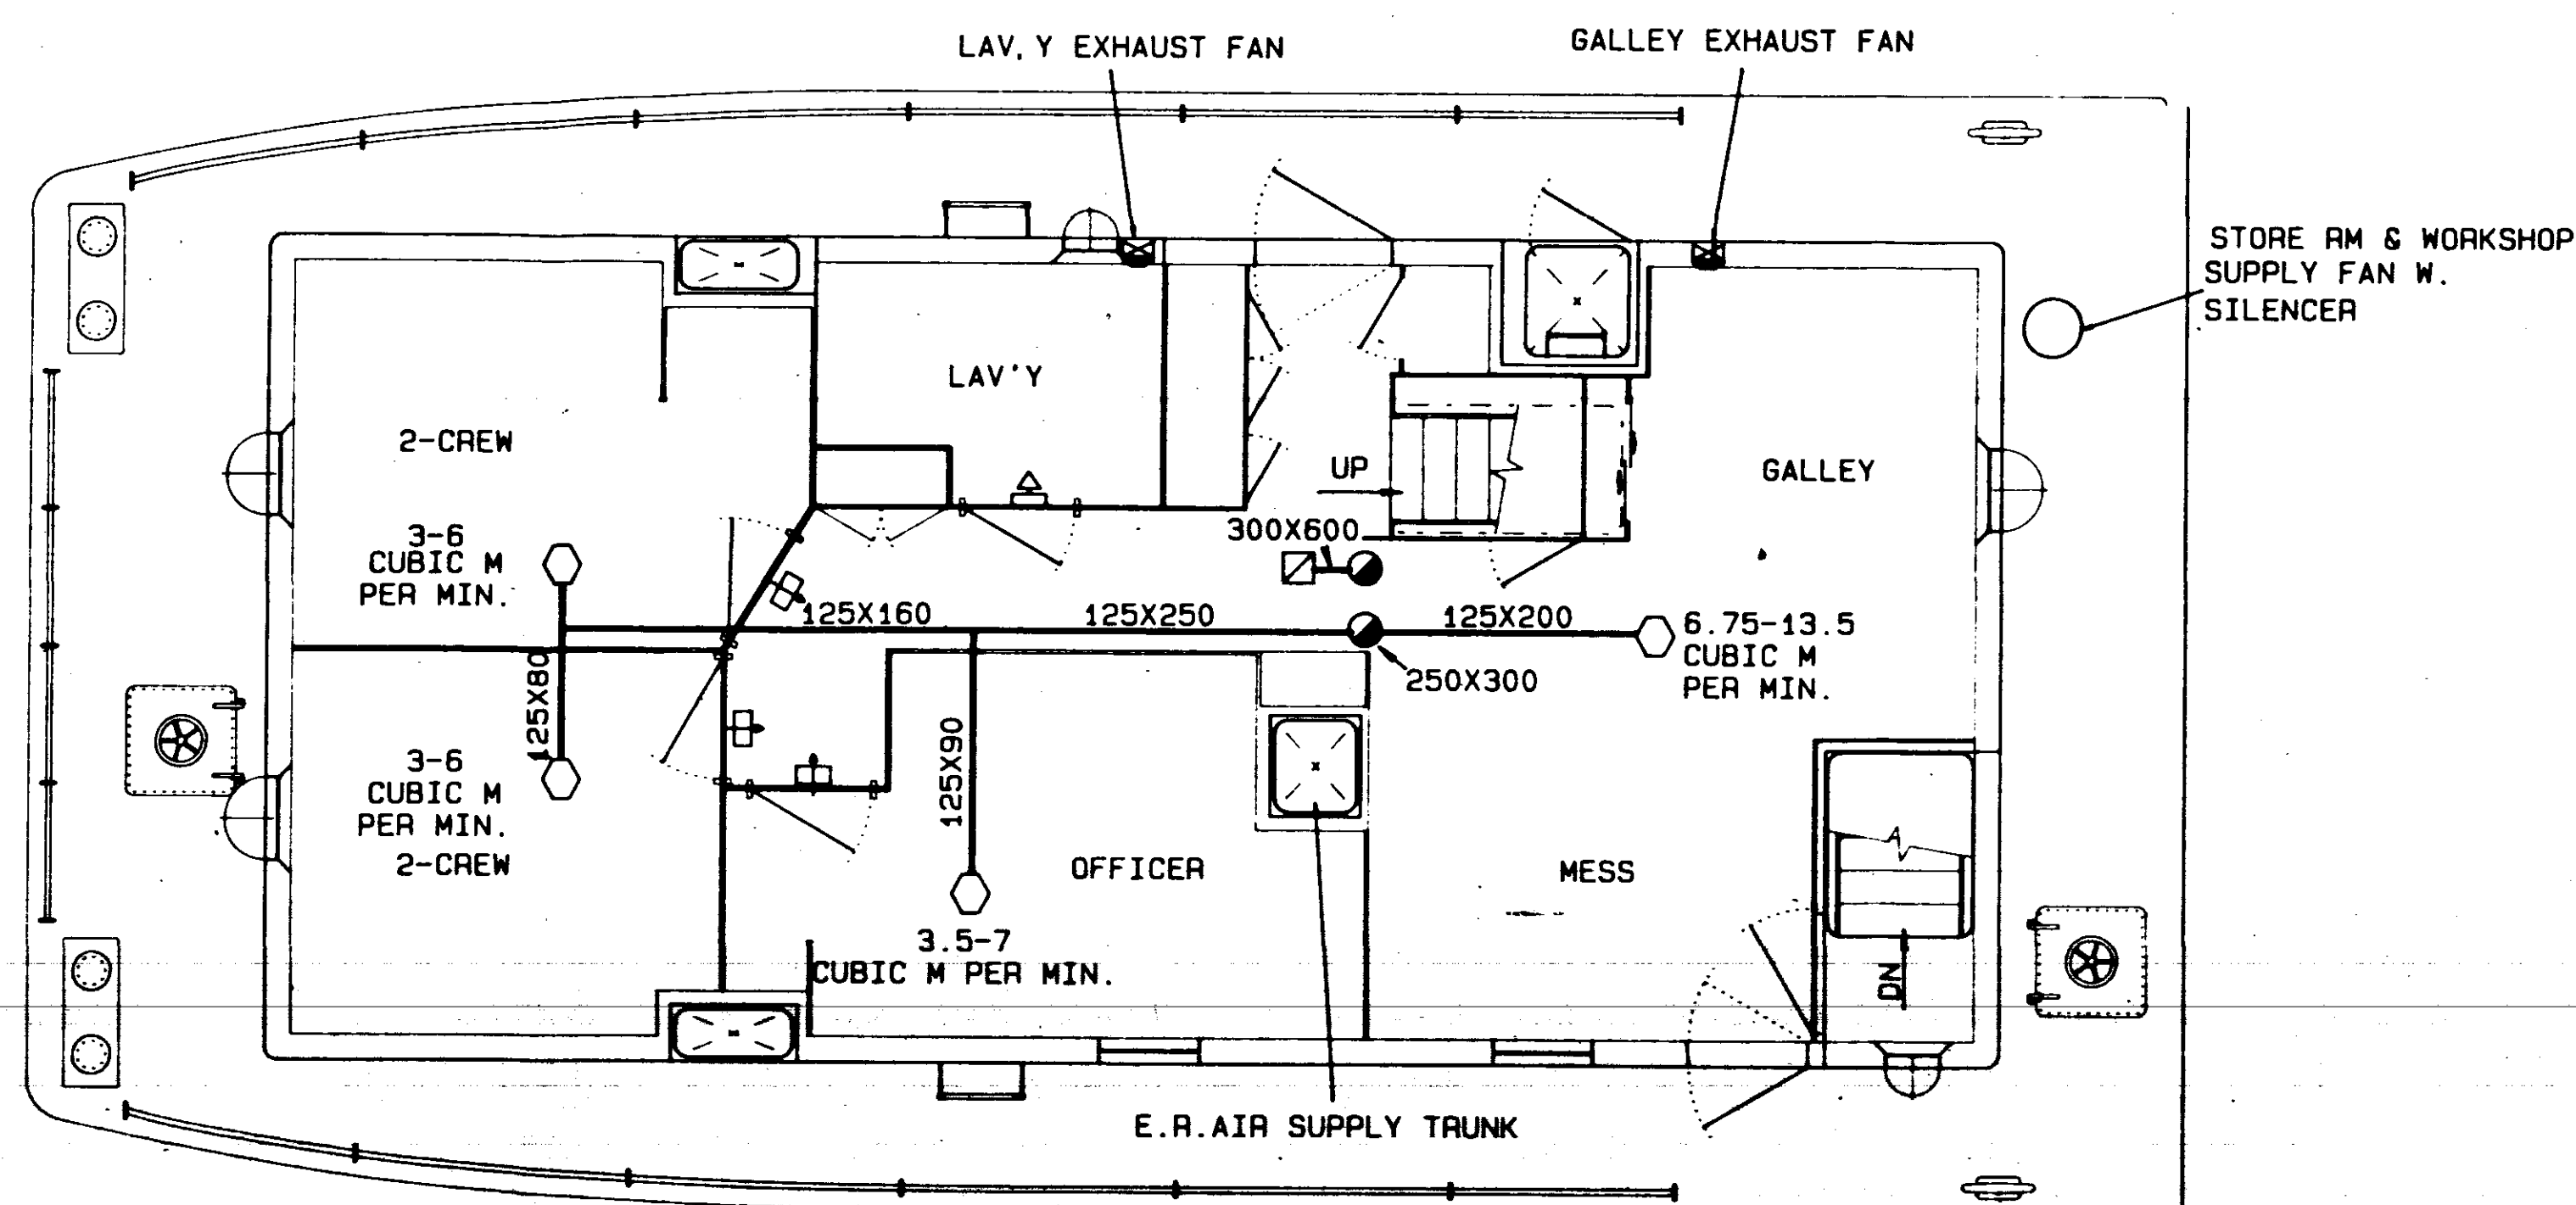 LAV, Y EXHAUST FAN
GALLEY EXHAUST FAN
STORE RM & WORKSHOP
SUPPLY FAN W.
SILENCER
LAV'Y
2-CREW
GALLEY
UP
300X600
3-6
CUBIC M
PER MIN.
125X160
125X250
125X200
6.75-13.5
CUBIC M
PER MIN.
250X300
125X80
125X90
3-6
CUBIC M
PER MIN.
2-CREW
OFFICER
MESS
3.5-7
CUBIC M PER MIN.
DN
E.R.AIR SUPPLY TRUNK